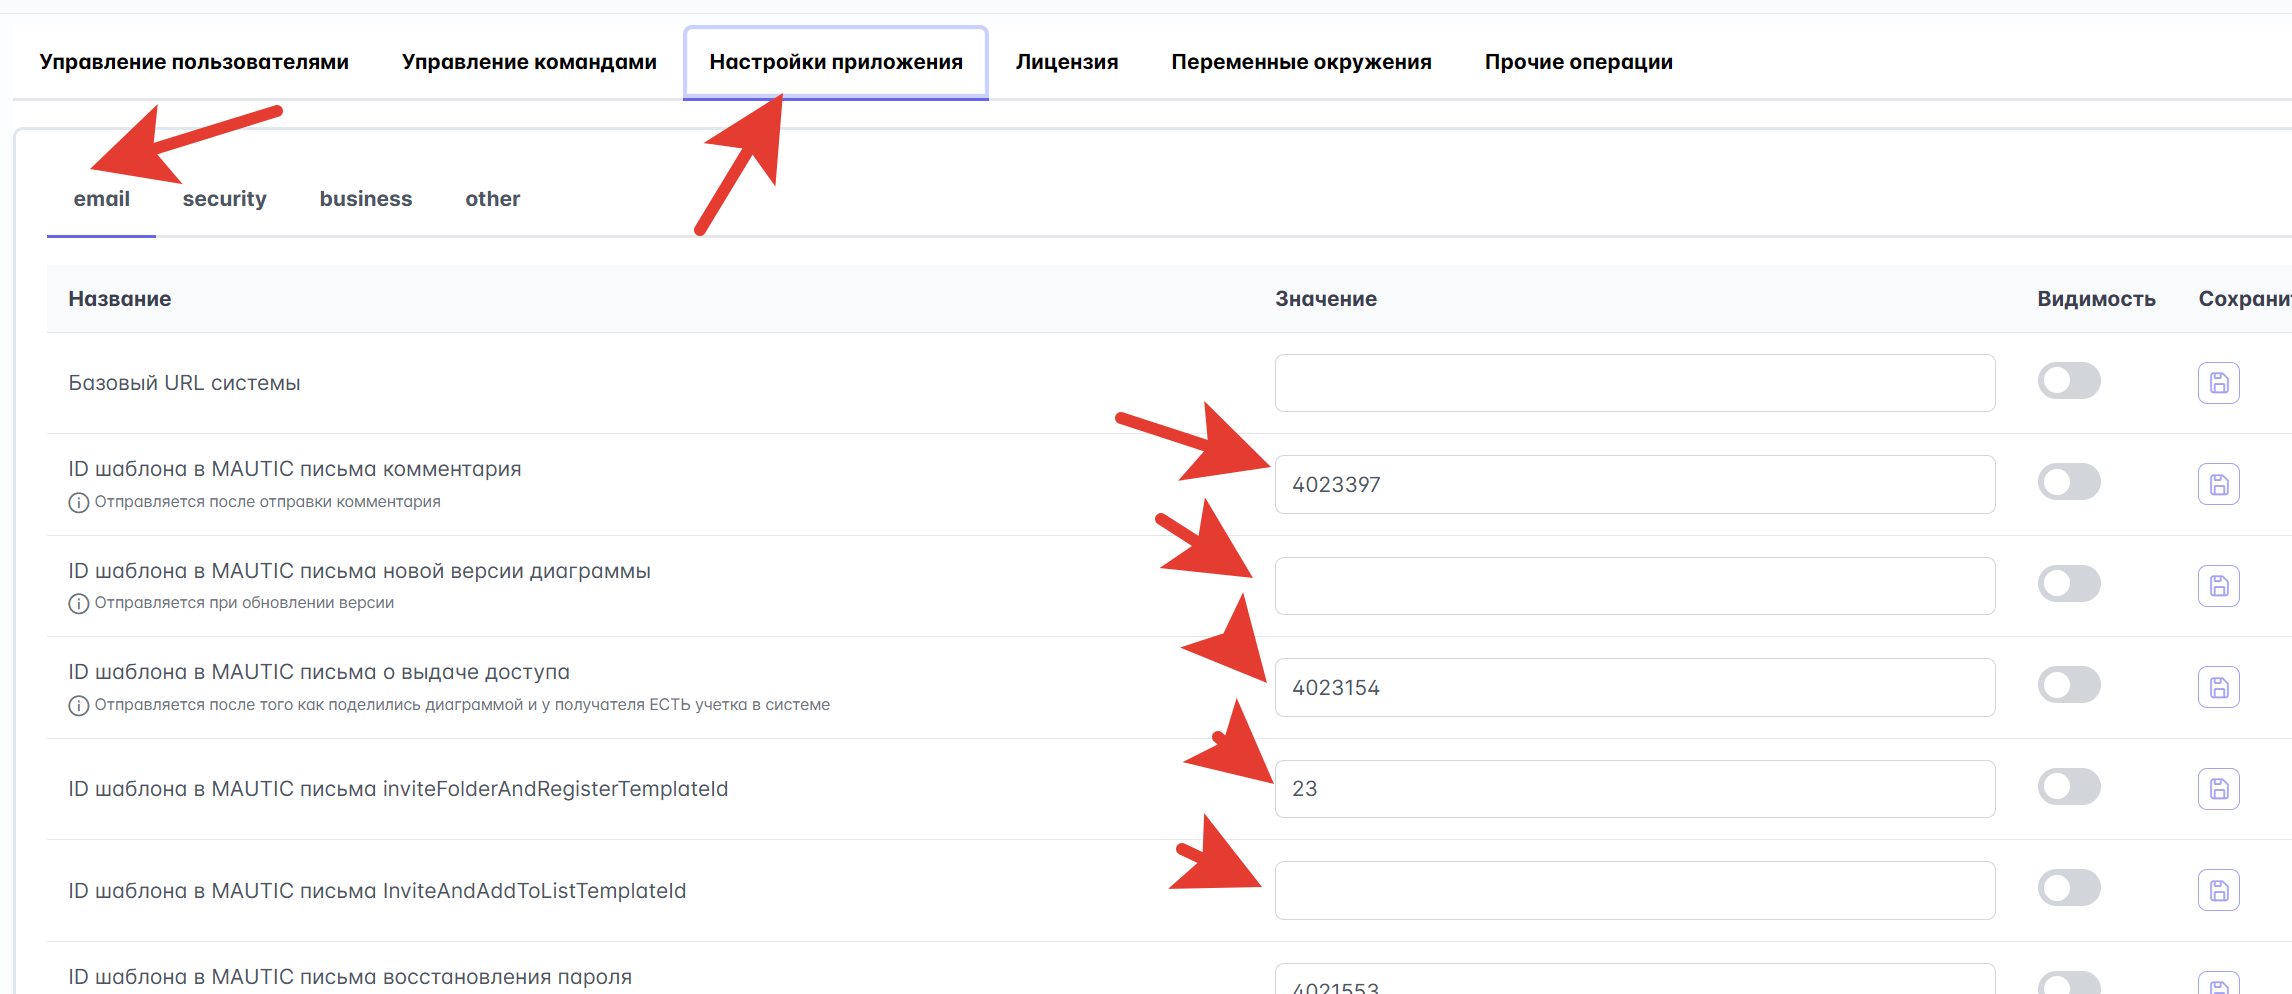 Управление пользователями Управление командами Настройки приложения Лицензия Переменные окружения Прочие операции
email security business other
Название Значение Видимость Сохрани
Базовый URL системы
ID шаблона в MAUTIC письма комментария
Отправляется после отправки комментария
4023397
ID шаблона в MAUTIC письма новой версии диаграммы
Отправляется при обновлении версии
ID шаблона в MAUTIC письма о выдаче доступа
Отправляется после того как поделились диаграммой и у получателя ЕСТЬ учетка в системе
4023154
ID шаблона в MAUTIC письма inviteFolderAndRegisterTemplateId
23
ID шаблона в MAUTIC письма InviteAndAddToListTemplateId
ID шаблона в MAUTIC письма восстановления пароля
4021553